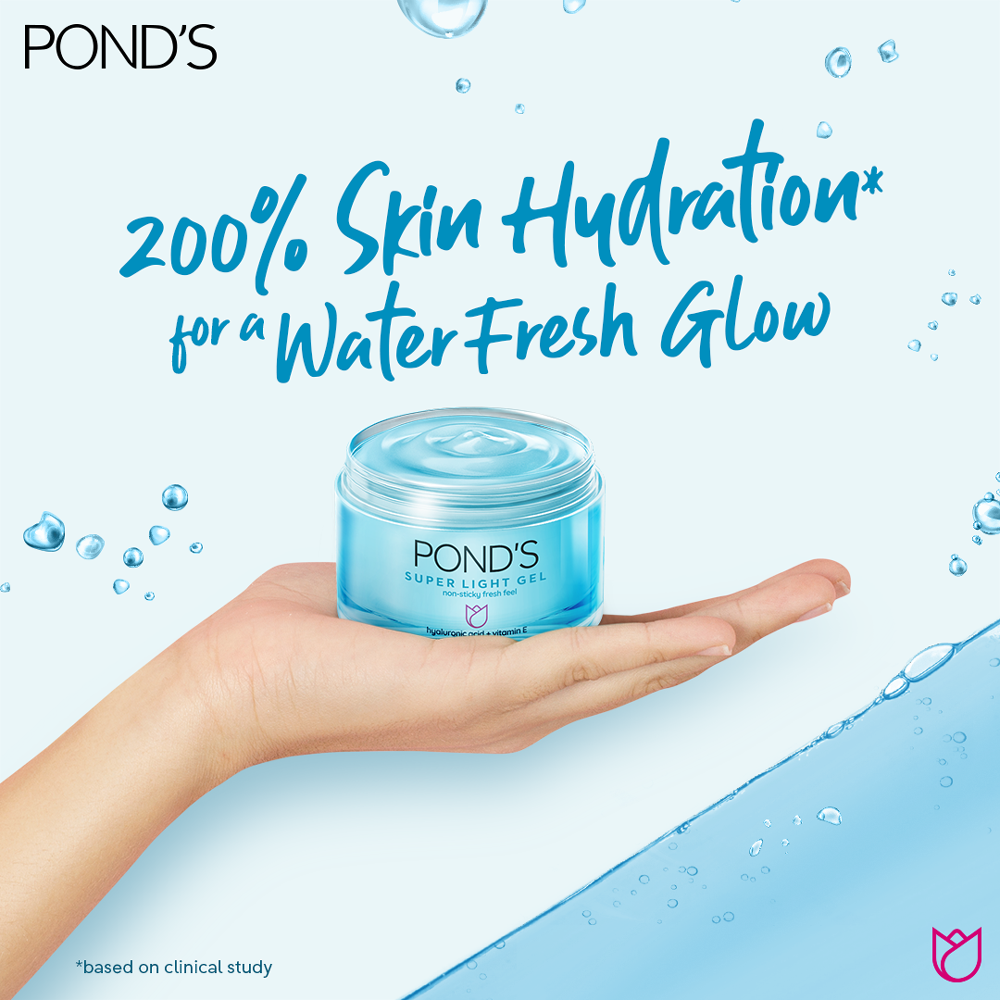 POND'S
200% Skin Hydration*
for a Water Fresh Glow
POND'S
SUPER LIGHT GEL
non-sticky fresh feel
hyaluronic acid + vitamin E
*based on clinical study